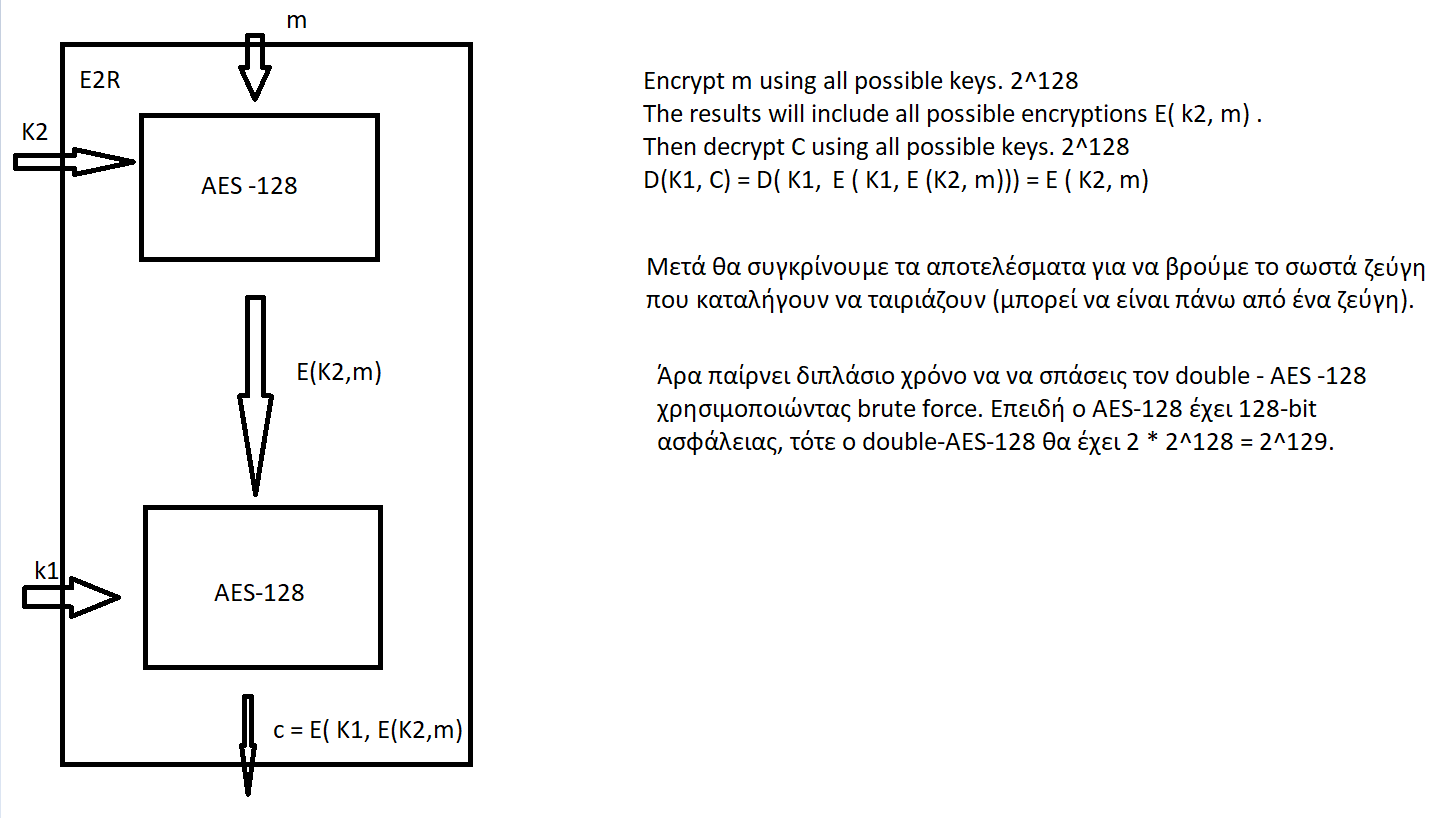 m
E2R
K2
AES -128
E(K2,m)
k1
AES-128
c = E( K1, E(K2,m)
Encrypt m using all possible keys. 2^128
The results will include all possible encryptions E( k2, m) .
Then decrypt C using all possible keys. 2^128
D(K1, C) = D( K1, E ( K1, E (K2, m))) = E ( K2, m)
Μετά θα συγκρίνουμε τα αποτελέσματα για να βρούμε το σωστά ζεύγη
που καταλήγουν να ταιριάζουν (μπορεί να είναι πάνω από ένα ζεύγη).
Άρα παίρνει διπλάσιο χρόνο να να σπάσεις τον double - AES -128
χρησιμοποιώντας brute force. Επειδή ο AES-128 έχει 128-bit
ασφάλειας, τότε ο double-AES-128 θα έχει 2 * 2^128 = 2^129.